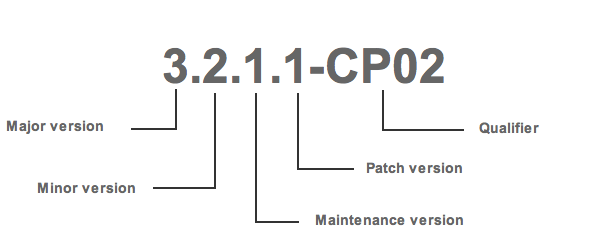 3.2.1.1-CP02
Major version
Qualifier
Patch version
Minor version
Maintenance version